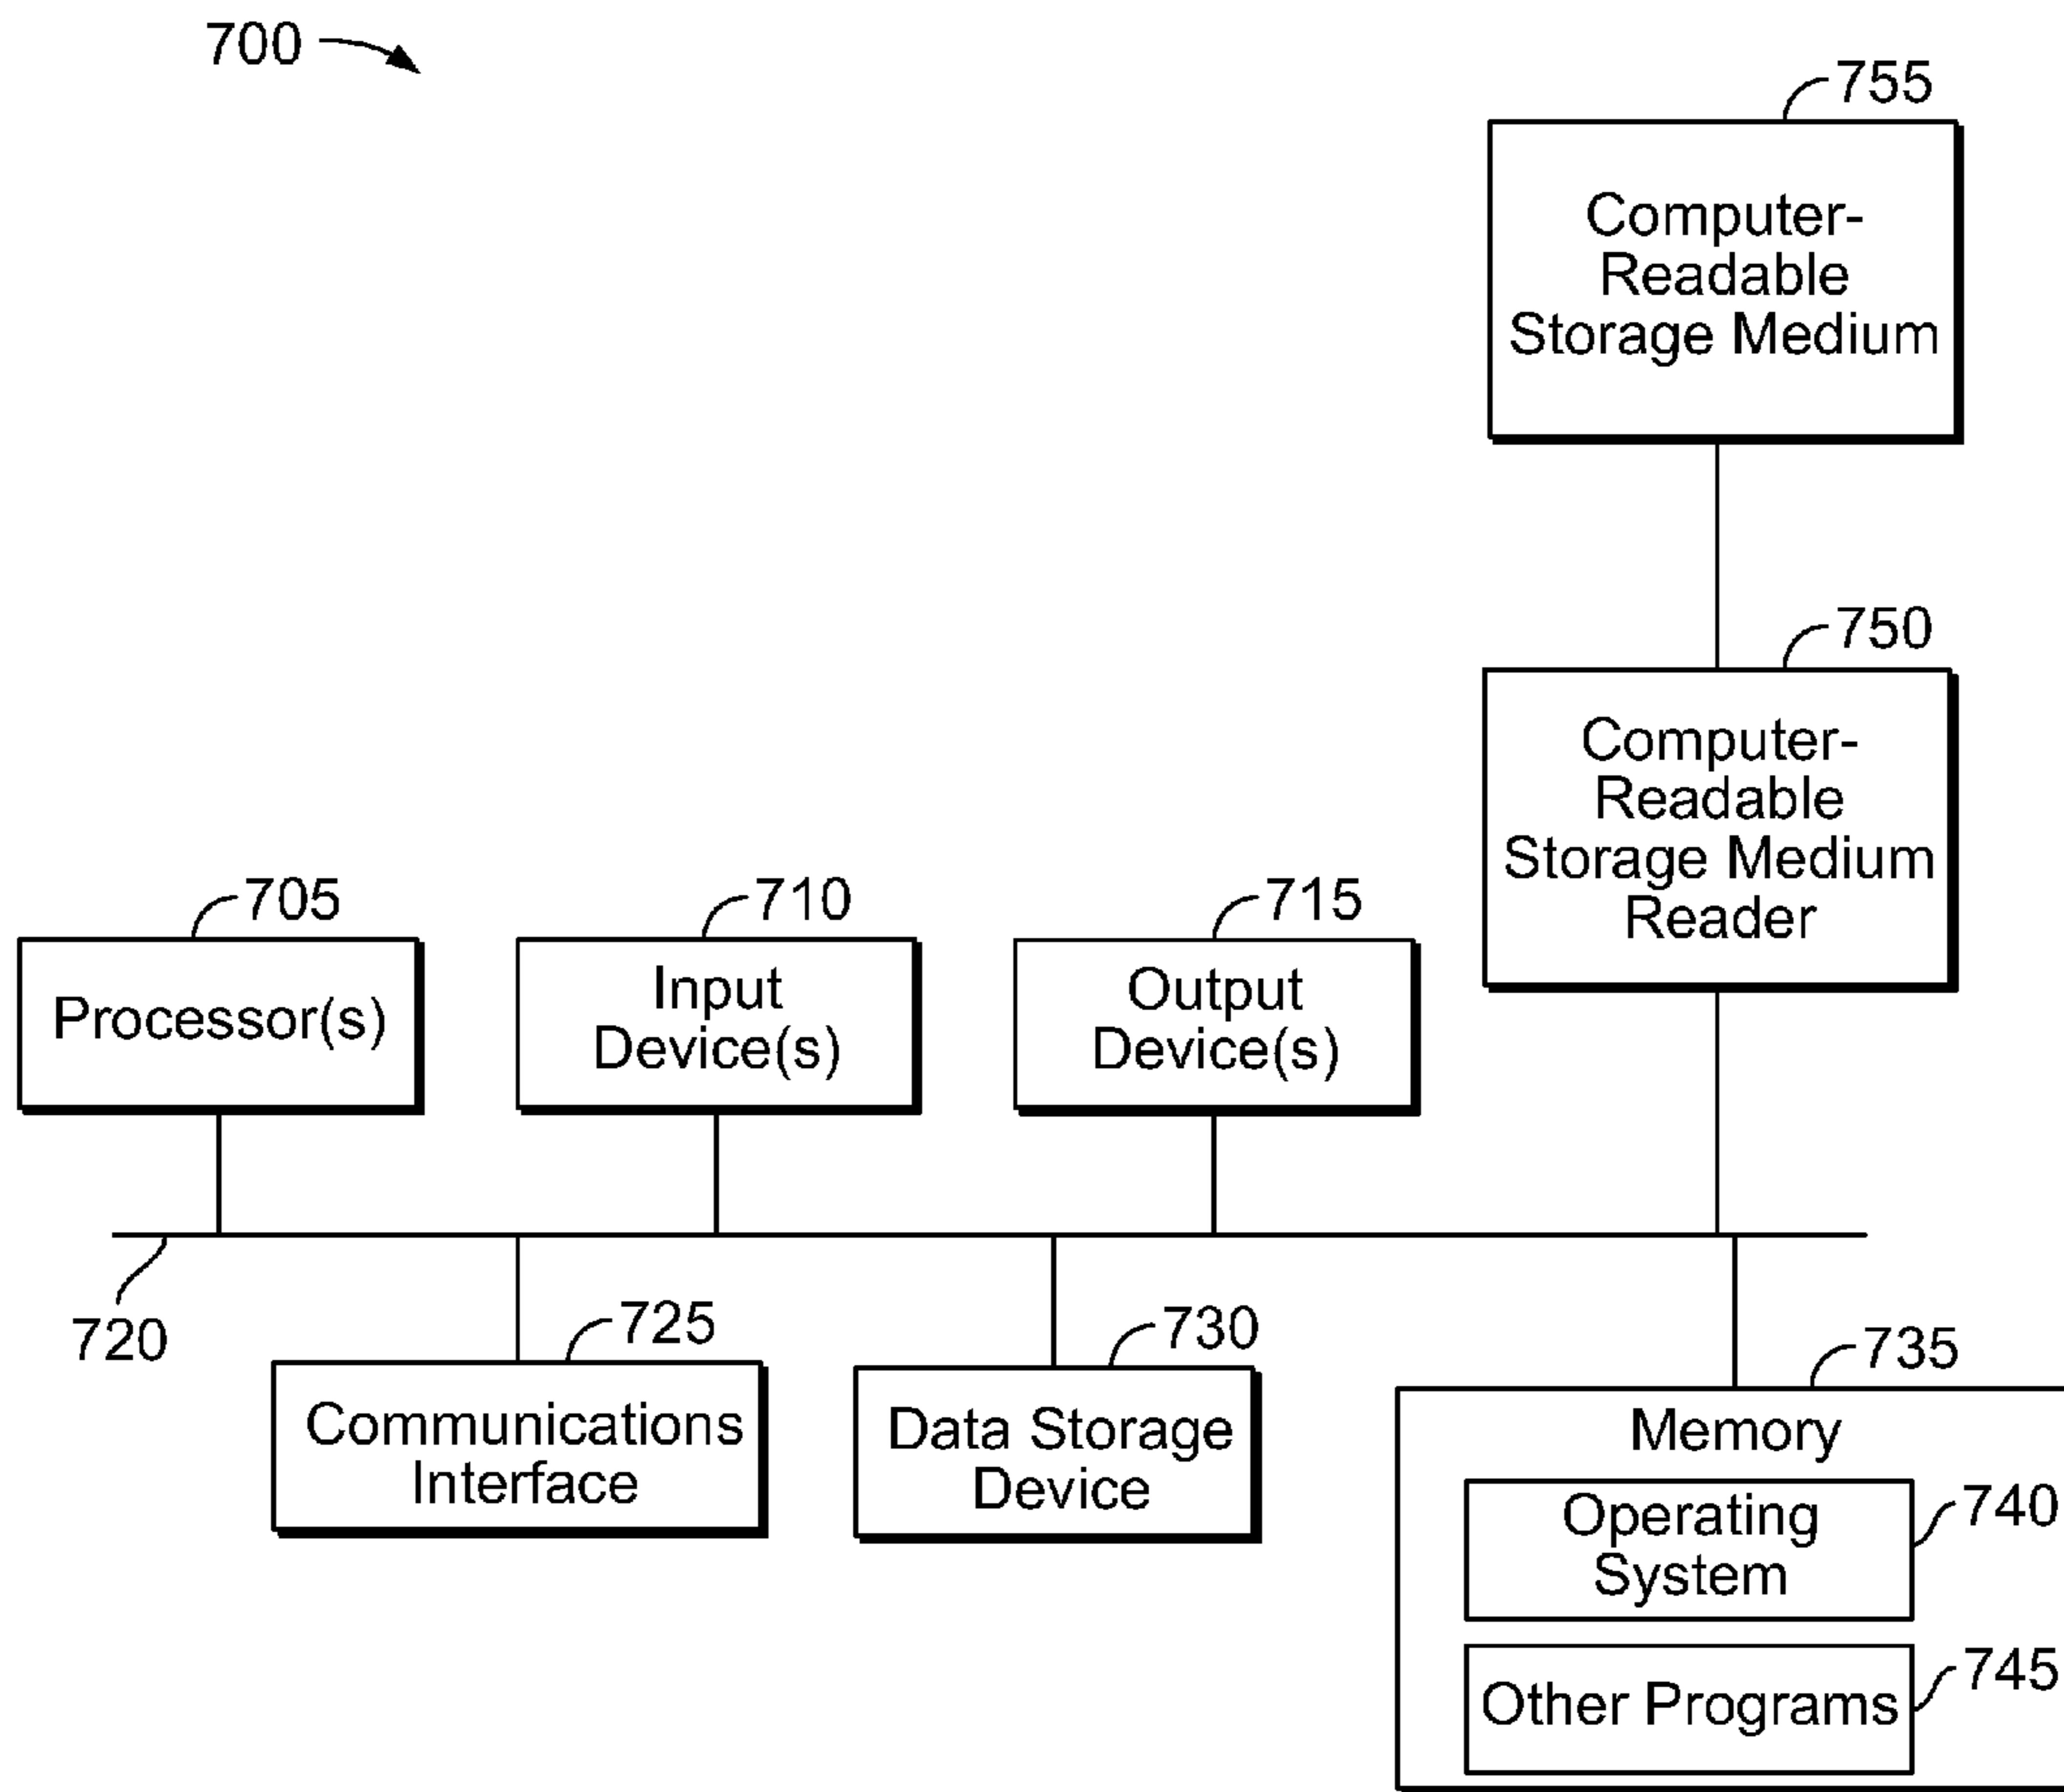 700
755
Computer-
Readable
Storage Medium
750
Computer-
Readable
Storage Medium
Reader
705
Processor(s)
710
Input
Device(s)
715
Output
Device(s)
720
725
Communications
Interface
730
Data Storage
Device
735
Memory
Operating
System
740
Other Programs
745